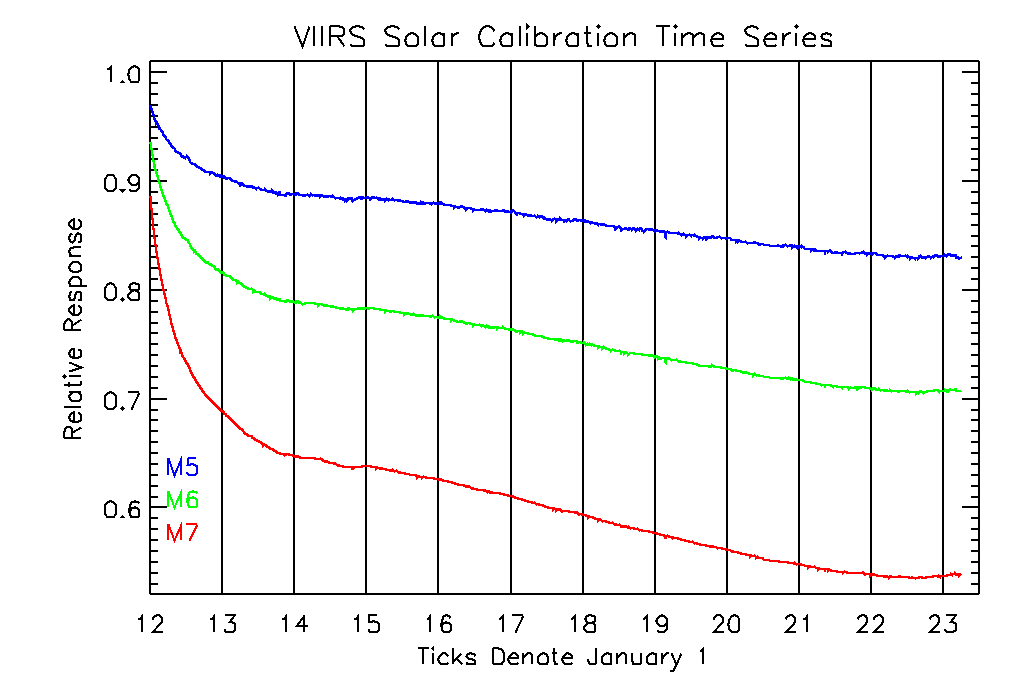 VIIRS Solar Calibration Time Series
1.0
0.9
0.8
0.7
0.6
Relative Response
M5
M6
M7
12 13 14 15 16 17 18 19 20 21 22 23
Ticks Denote January 1